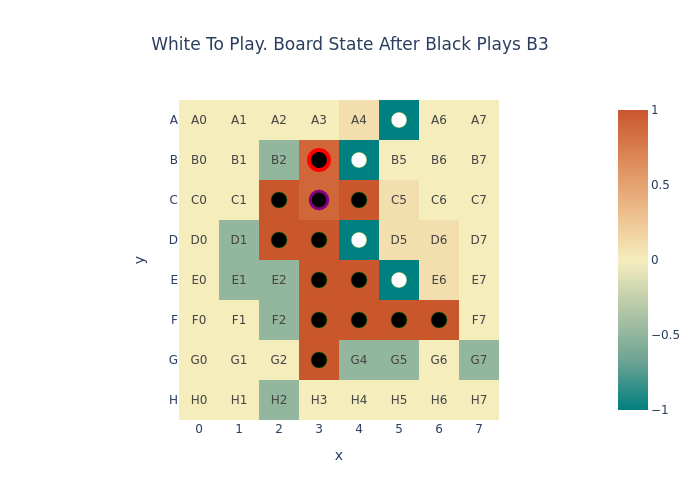 White To Play. Board State After Black Plays B3
A A0 A1 A2 A3 A4 A6 A7
B B0 B1 B2 B5 B6 B7
C C0 C1 C5 C6 C7
D D0 D1 D5 D6 D7
E E0 E1 E2 E6 E7
F F0 F1 F2 F7
G G0 G1 G2 G4 G5 G6 G7
H H0 H1 H2 H3 H4 H5 H6 H7
0 1 2 3 4 5 6 7
x
y
1
0.5
0
−0.5
−1